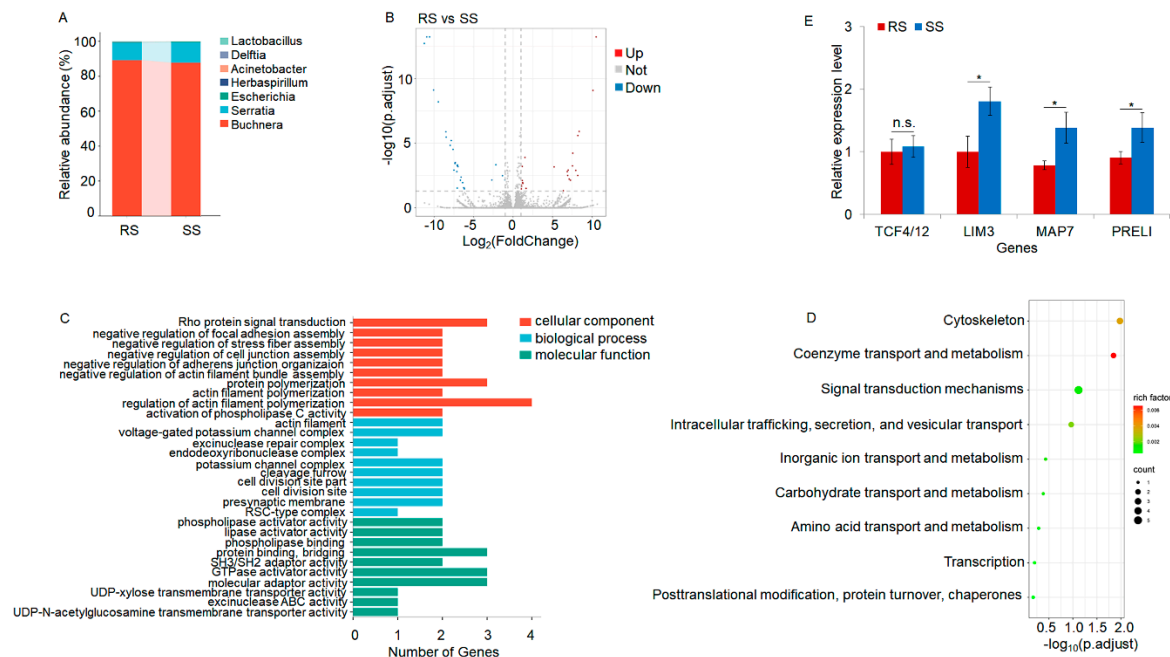 A
Relative abundance (%)
100
80
60
40
20
0
RS
SS
Lactobacillus
Delftia
Acinetobacter
Herbaspirillum
Escherichia
Serratia
Buchnera
B
RS vs SS
-log10(p.adjust)
10
5
0
-10
-5
0
5
10
Log2(FoldChange)
Up
Not
Down
E
RS
SS
Relative expression level
3
2
1
0
n.s.
*
*
*
TCF4/12
LIM3
MAP7
PRELI
Genes
C
Rho protein signal transduction
negative regulation of focal adhesion assembly
negative regulation of stress fiber assembly
negative regulation of cell junction assembly
negative regulation of adherens junction organizaion
negative regulation of actin filament bundle assembly
protein polymerization
actin filament polymerization
regulation of actin filament polymerization
activation of phospholipase C activity
actin filament
voltage-gated potassium channel complex
excinuclease repair complex
endodeoxyribonuclease complex
potassium channel complex
cleavage furrow
cell division site part
cell division site
presynaptic membrane
RSC-type complex
phospholipase activator activity
lipase activator activity
phospholipase binding
protein binding, bridging
SH3/SH2 adaptor activity
GTPase activator activity
molecular adaptor activity
UDP-xylose transmembrane transporter activity
excinuclease ABC activity
UDP-N-acetylglucosamine transmembrane transporter activity
0
1
2
3
4
Number of Genes
cellular component
biological process
molecular function
D
Cytoskeleton
Coenzyme transport and metabolism
Signal transduction mechanisms
Intracellular trafficking, secretion, and vesicular transport
Inorganic ion transport and metabolism
Carbohydrate transport and metabolism
Amino acid transport and metabolism
Transcription
Posttranslational modification, protein turnover, chaperones
0.5
1.0
1.5
2.0
-log10(p.adjust)
rich factor
0.006
0.003
count
1
2
3
4
5